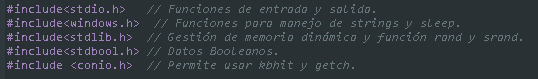 #include<stdio.h> // Funciones de entrada y salida.
#include<windows.h> // Funciones para manejo de strings y sleep.
#include<stdlib.h> // Gestión de memoria dinámica y función rand y srand.
#include<stdbool.h> // Datos Booleanos.
#include <conio.h> // Permite usar kbhit y getch.